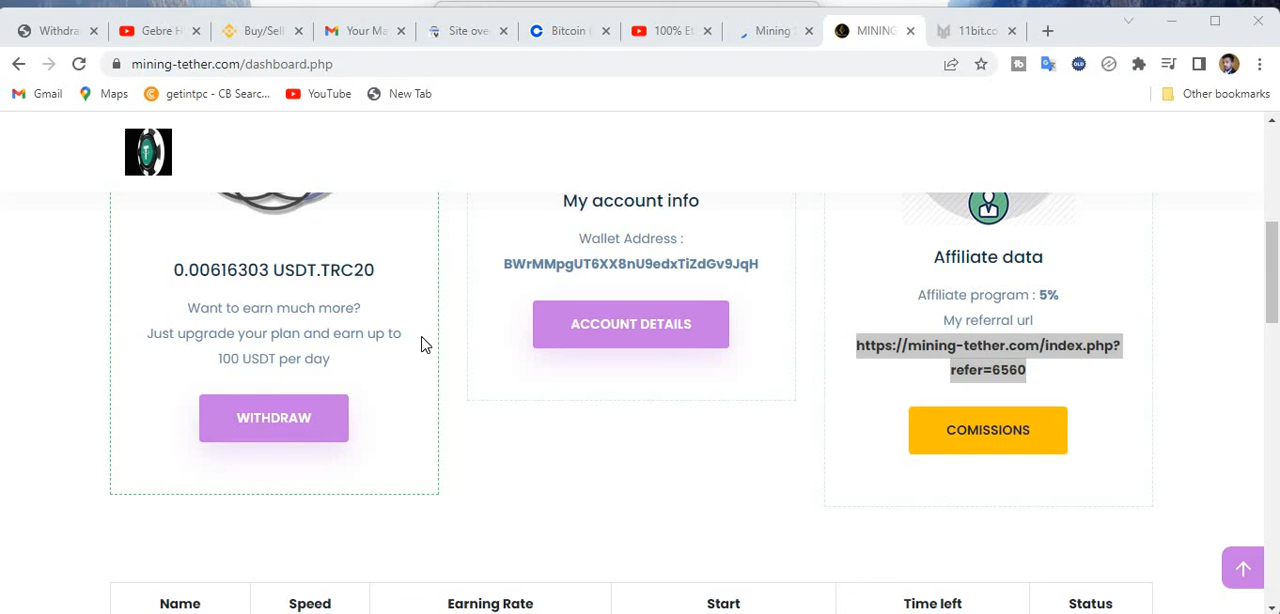 Withdra
Gebre H
Buy/Sell
Your Ma
Site ove
Bitcoin (
100% Et
Mining
MINING
11bit.co
mining-tether.com/dashboard.php
Gmail
Maps
getintpc - CB Searc...
YouTube
New Tab
Other bookmarks
0.00616303 USDT.TRC20
Want to earn much more?
Just upgrade your plan and earn up to
100 USDT per day
WITHDRAW
My account info
Wallet Address :
BWrMMpgUT6XX8nU9edxTiZdGv9JqH
ACCOUNT DETAILS
Affiliate data
Affiliate program : 5%
My referral url
https://mining-tether.com/index.php?
refer=6560
COMISSIONS
Name Speed Earning Rate Start Time left Status